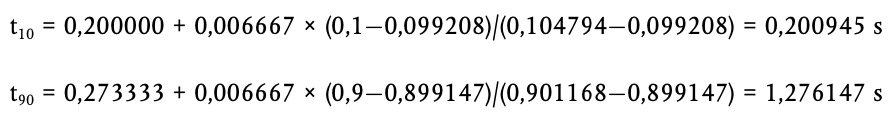 t₁₀ = 0,200000 + 0,006667 × (0,1−0,099208)/(0,104794−0,099208) = 0,200945 s
t₉₀ = 0,273333 + 0,006667 × (0,9−0,899147)/(0,901168−0,899147) = 1,276147 s